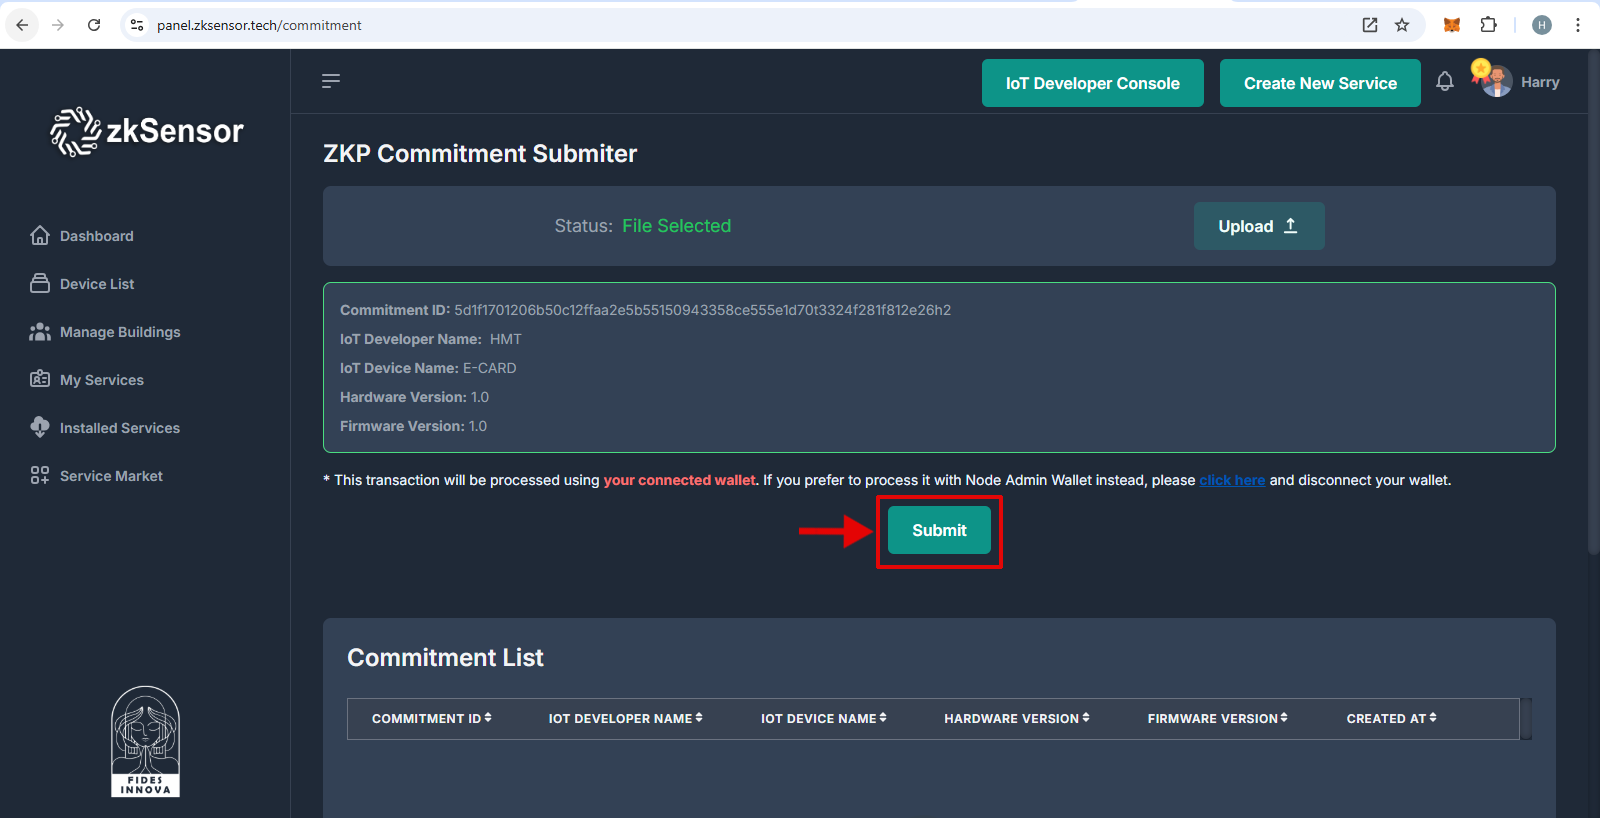 panel.zksensor.tech/commitment
H
zkSensor
IoT Developer Console
Create New Service
Harry
Dashboard
Device List
Manage Buildings
My Services
Installed Services
Service Market
FIDES
INNOVA
ZKP Commitment Submiter
Status: File Selected
Upload
Commitment ID: 5d1f1701206b50c12ffaa2e5b55150943358ce555e1d70t3324f281f812e26h2
IoT Developer Name: HMT
IoT Device Name: E-CARD
Hardware Version: 1.0
Firmware Version: 1.0
* This transaction will be processed using your connected wallet. If you prefer to process it with Node Admin Wallet instead, please click here and disconnect your wallet.
Submit
Commitment List
COMMITMENT ID IOT DEVELOPER NAME IOT DEVICE NAME HARDWARE VERSION FIRMWARE VERSION CREATED AT